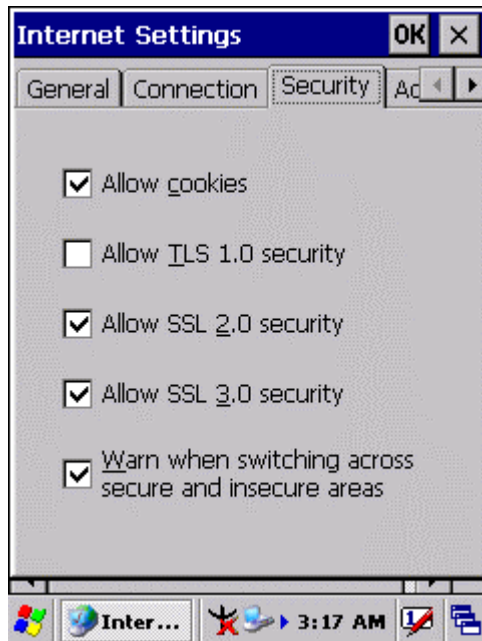 Internet Settings OK ×
General Connection Security Ad
Allow cookies
Allow TLS 1.0 security
Allow SSL 2.0 security
Allow SSL 3.0 security
Warn when switching across
secure and insecure areas
Inter... 3:17 AM